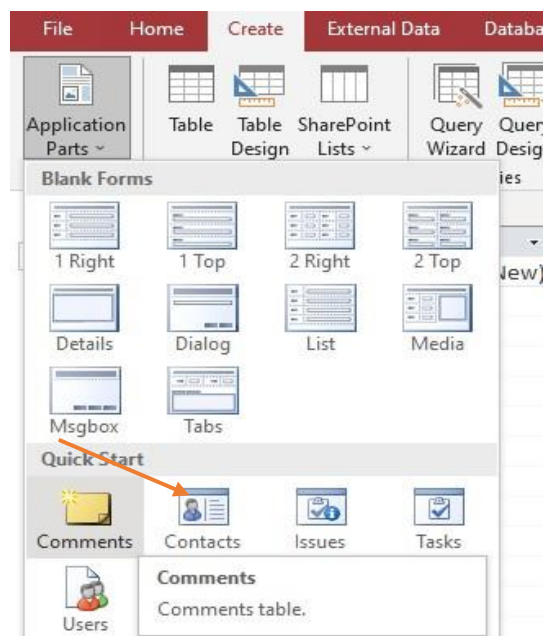 File Home Create External Data Databa
Application Parts
Table
Table Design
SharePoint Lists
Query Wizard
Query Desig
Blank Forms
ies
1 Right 1 Top 2 Right 2 Top
New)
Details Dialog List Media
Msgbox Tabs
Quick Start
Comments Contacts Issues Tasks
Users
Comments
Comments table.